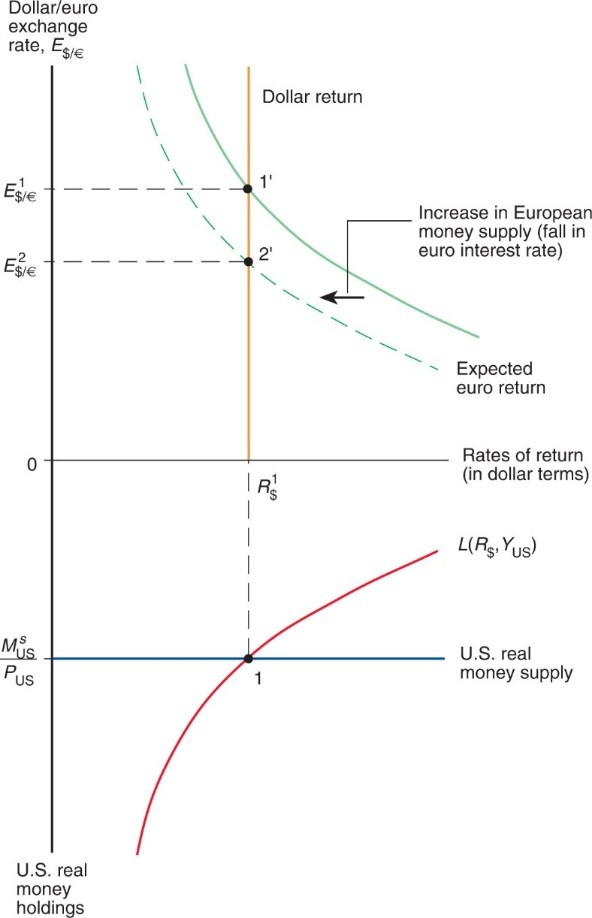 Dollar/euro
exchange
rate, E$/€
Dollar return
E¹$/€
1'
Increase in European
money supply (fall in
euro interest rate)
E²$/€
2'
Expected
euro return
0
Rates of return
(in dollar terms)
R¹$
L(R$, YUS)
MˢUS
PUS
1
U.S. real
money supply
U.S. real
money
holdings